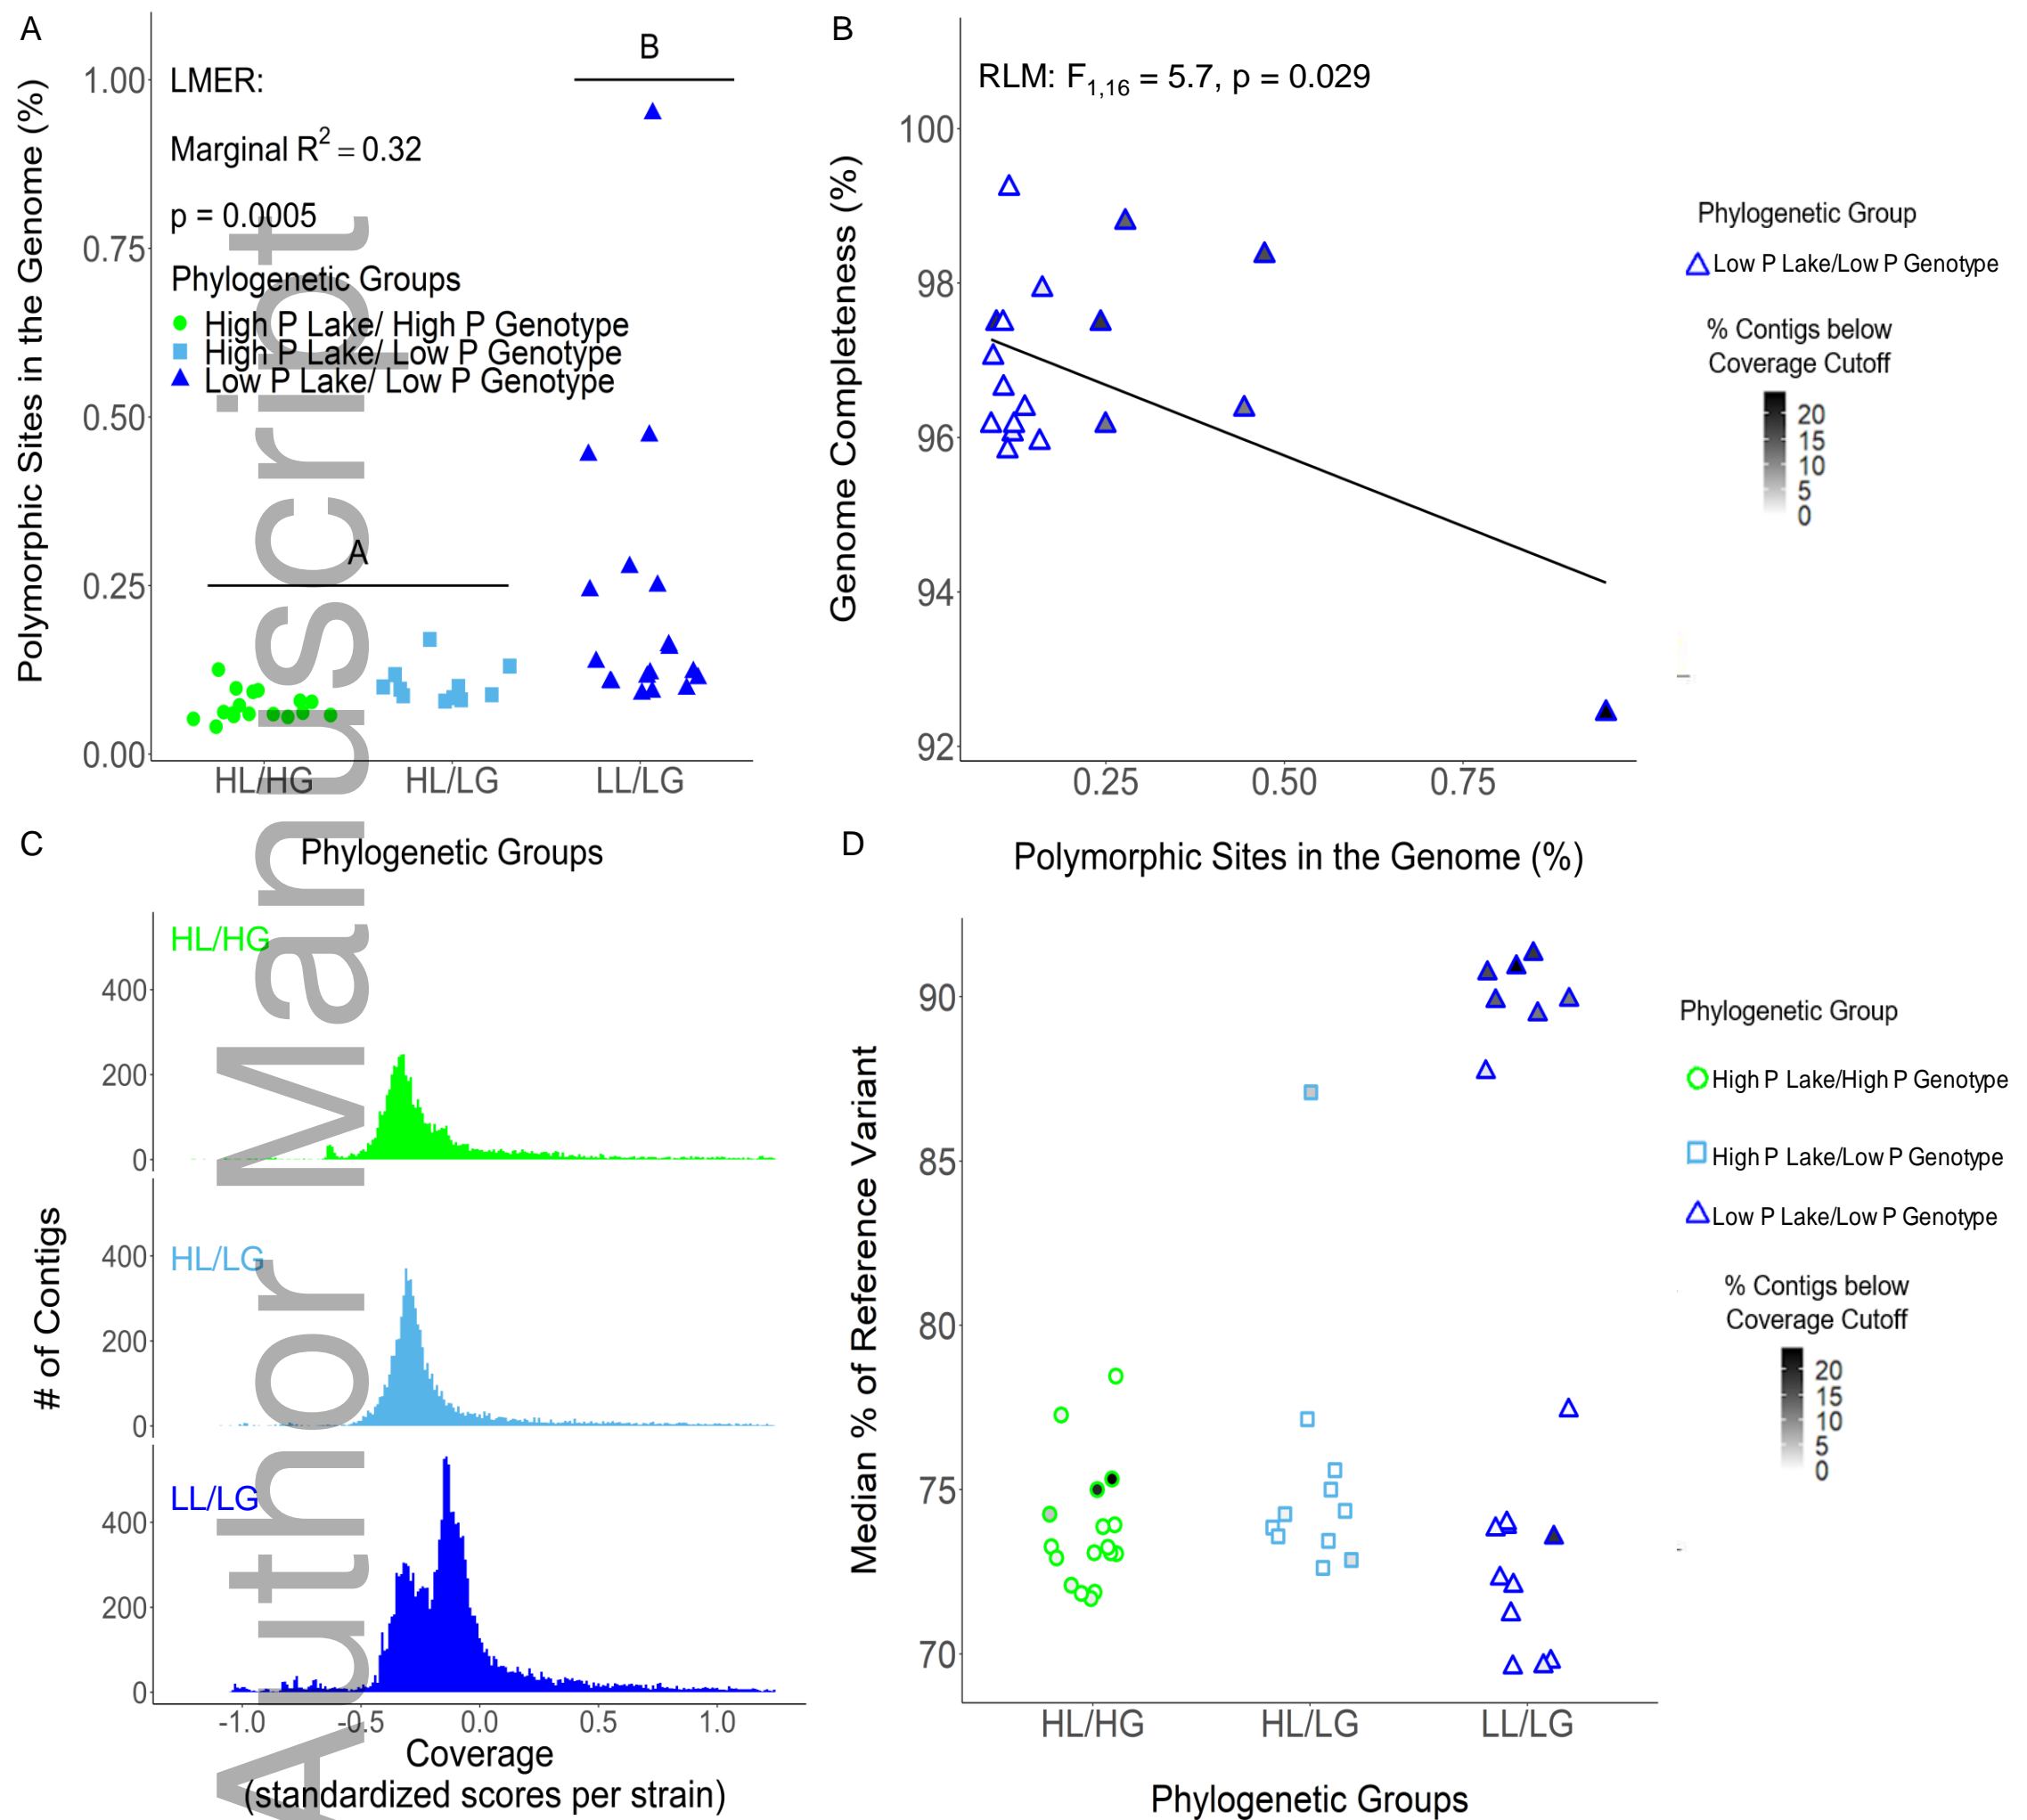 A
Polymorphic Sites in the Genome (%)
1.00
0.75
0.50
0.25
0.00
LMER:
Marginal R² = 0.32
p = 0.0005
Phylogenetic Groups
High P Lake/ High P Genotype
High P Lake/ Low P Genotype
Low P Lake/ Low P Genotype
A
B
HL/HG
HL/LG
LL/LG
Phylogenetic Groups
B
Genome Completeness (%)
RLM: F1,16 = 5.7, p = 0.029
100
98
96
94
92
0.25
0.50
0.75
Polymorphic Sites in the Genome (%)
Phylogenetic Group
Low P Lake/Low P Genotype
% Contigs below
Coverage Cutoff
20
15
10
5
0
C
# of Contigs
HL/HG
400
200
0
HL/LG
400
200
0
LL/LG
400
200
0
-1.0
-0.5
0.0
0.5
1.0
Coverage
(standardized scores per strain)
D
Median % of Reference Variant
90
85
80
75
70
HL/HG
HL/LG
LL/LG
Phylogenetic Groups
Phylogenetic Group
High P Lake/High P Genotype
High P Lake/Low P Genotype
Low P Lake/Low P Genotype
% Contigs below
Coverage Cutoff
20
15
10
5
0
Author Manuscript